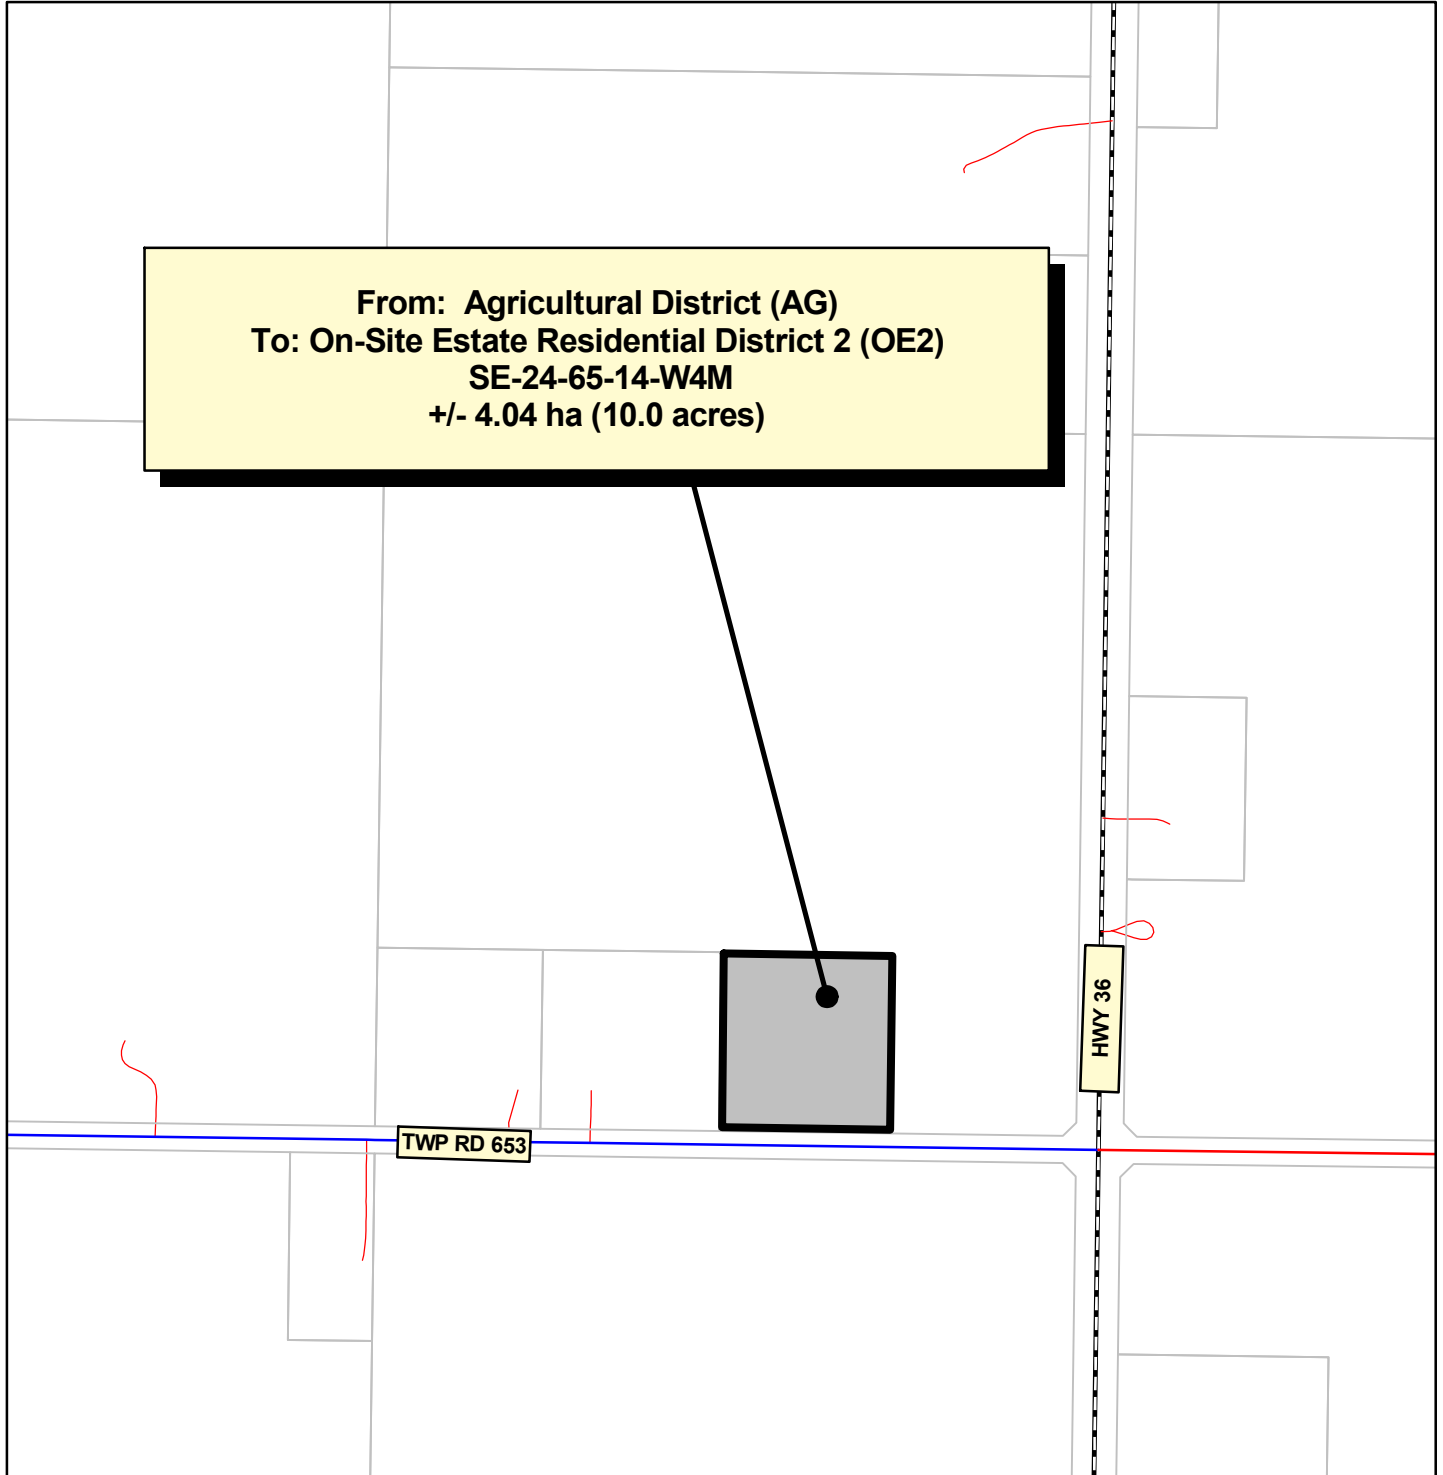 From:  Agricultural District (AG)
To: On-Site Estate Residential District 2 (OE2)
SE-24-65-14-W4M
+/- 4.04 ha (10.0 acres)
HWY 36
TWP RD 653